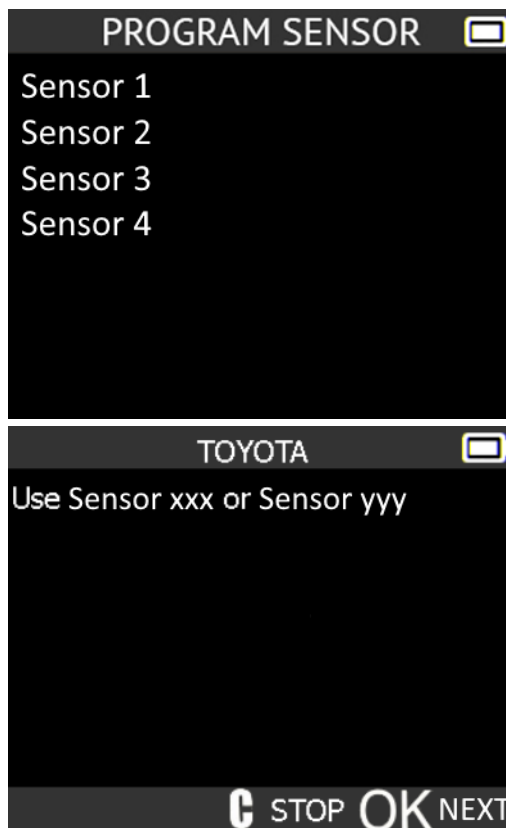 PROGRAM SENSOR
Sensor 1
Sensor 2
Sensor 3
Sensor 4
TOYOTA
Use Sensor xxx or Sensor yyy
C STOP OK NEXT